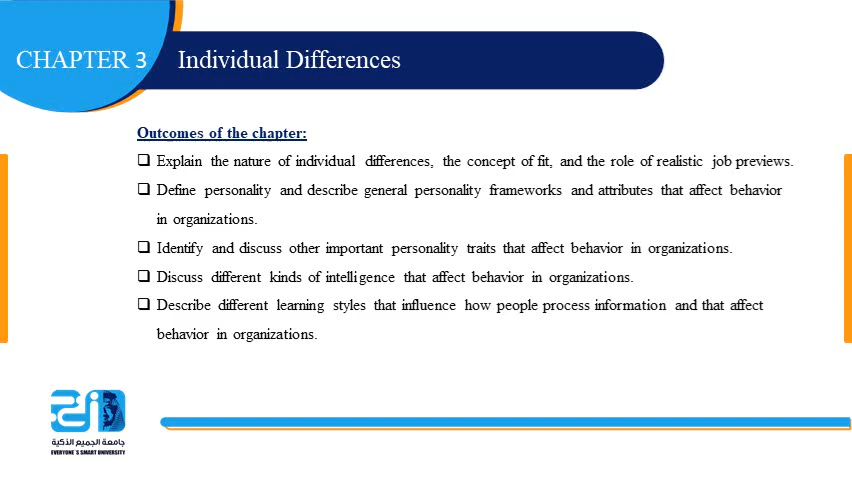 CHAPTER 3
Individual Differences
Outcomes of the chapter:
❑ Explain the nature of individual differences, the concept of fit, and the role of realistic job previews.
❑ Define personality and describe general personality frameworks and attributes that affect behavior
in organizations.
❑ Identify and discuss other important personality traits that affect behavior in organizations.
❑ Discuss different kinds of intelligence that affect behavior in organizations.
❑ Describe different learning styles that influence how people process information and that affect
behavior in organizations.
جامعة الجميع الذكية
EVERYONE'S SMART UNIVERSITY